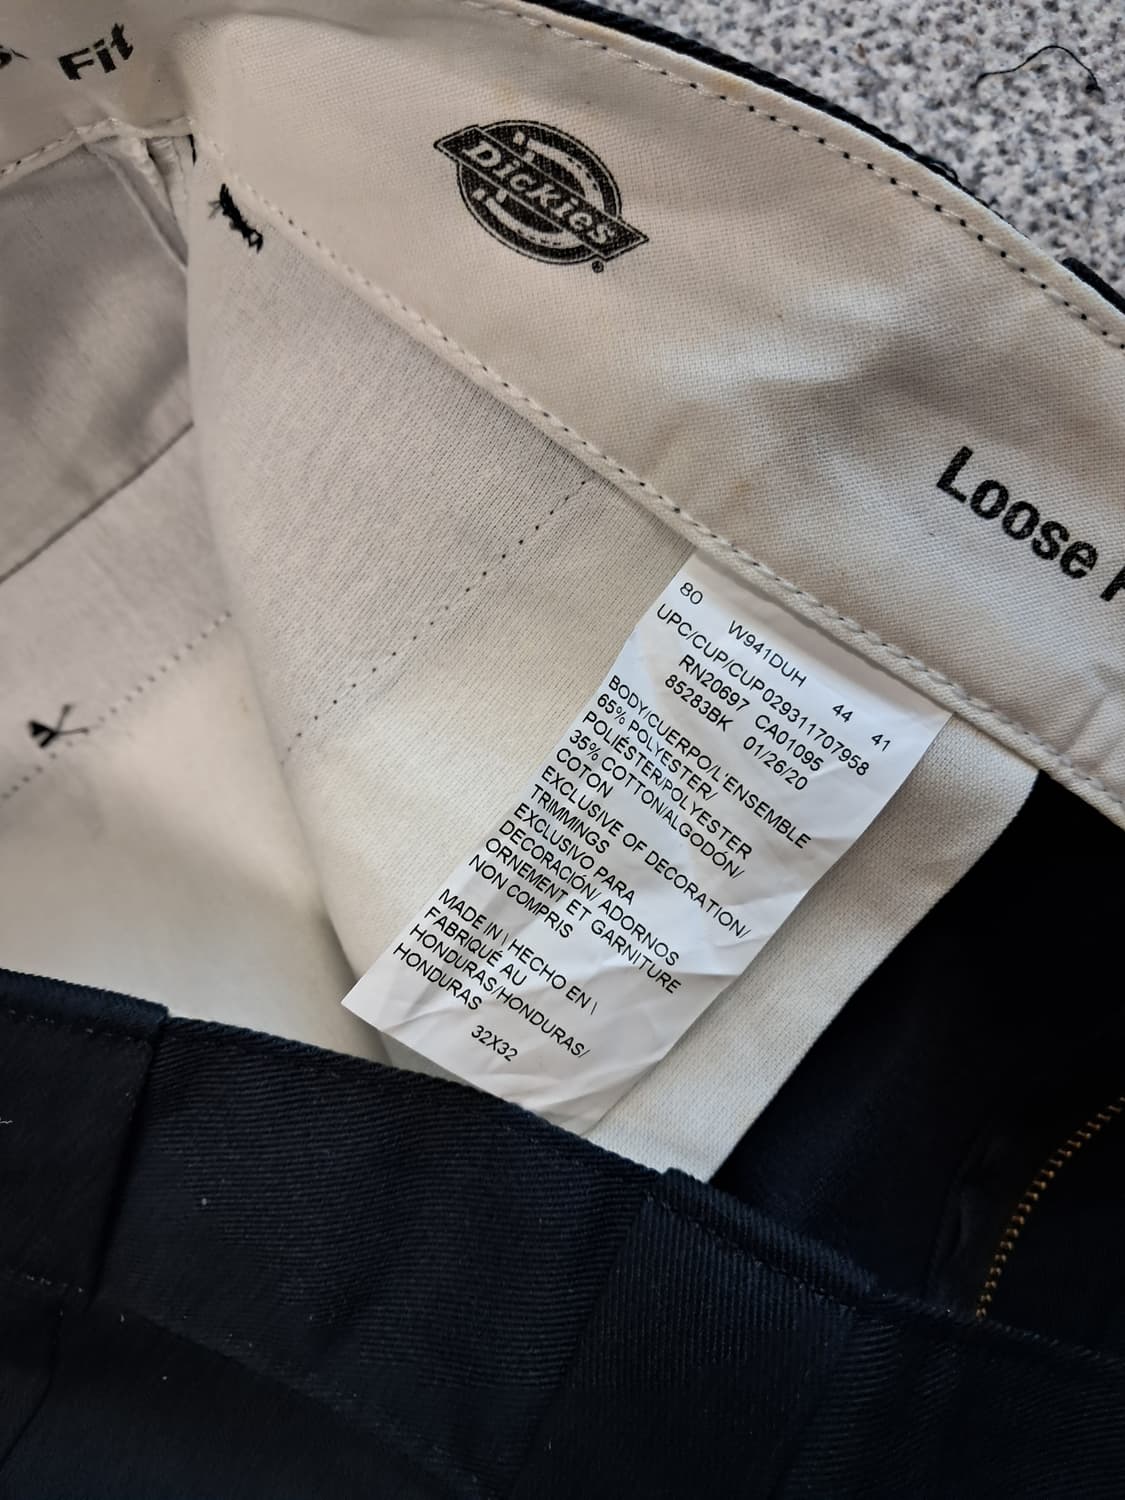 Fit
Dickies
®
Loose
80 W941DUH 44 41
UPC/CUP/CUP029311707958
RN20697 CA01095
85283BK 01/26/20
BODY/CUERPO/L'ENSEMBLE
65% POLYESTER/
POLIÉSTER/POLYESTER
35% COTTON/ALGODÓN/
COTON
EXCLUSIVE OF DECORATION/
TRIMMINGS
EXCLUSIVO PARA
DECORACIÓN/ ADORNOS
ORNEMENT ET GARNITURE
NON COMPRIS
MADE IN \ HECHO EN \
FABRIQUÉ AU
HONDURAS/HONDURAS/
HONDURAS
32X32